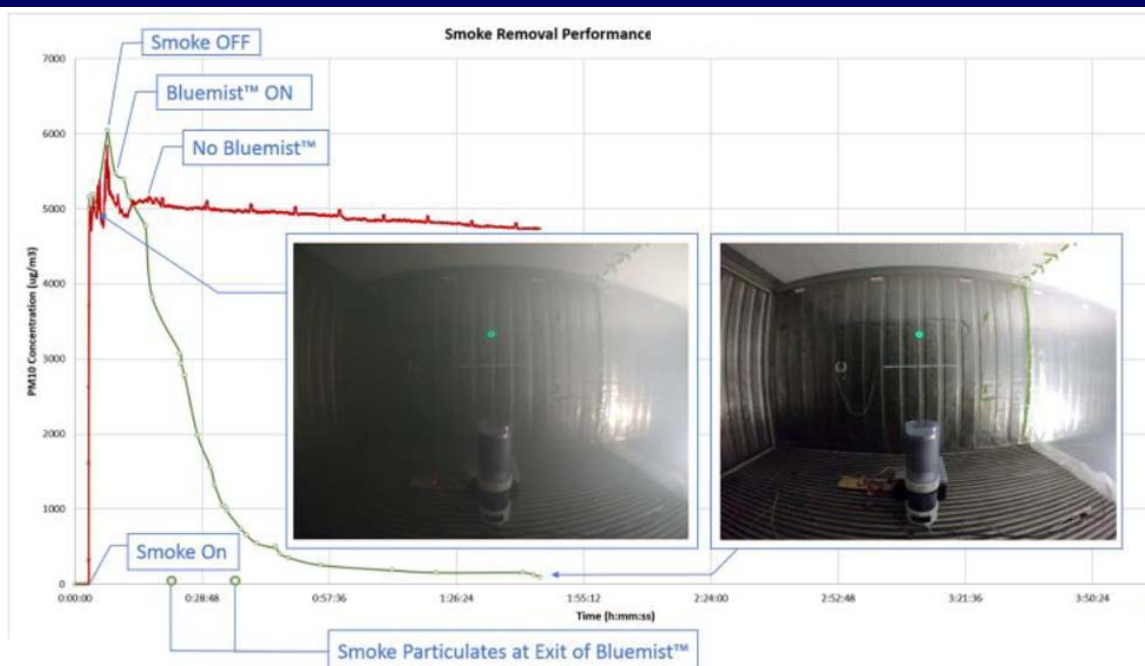 Smoke Removal Performance
Smoke OFF
Bluemist™ ON
No Bluemist™
7000
6000
5000
4000
3000
2000
1000
0
PM10 Concentration (ug/m3)
Smoke On
0:00:00 0:28:48 0:57:36 1:26:24 1:55:12 2:24:00 2:52:48 3:21:36 3:50:24
Time (h:mm:ss)
Smoke Particulates at Exit of Bluemist™